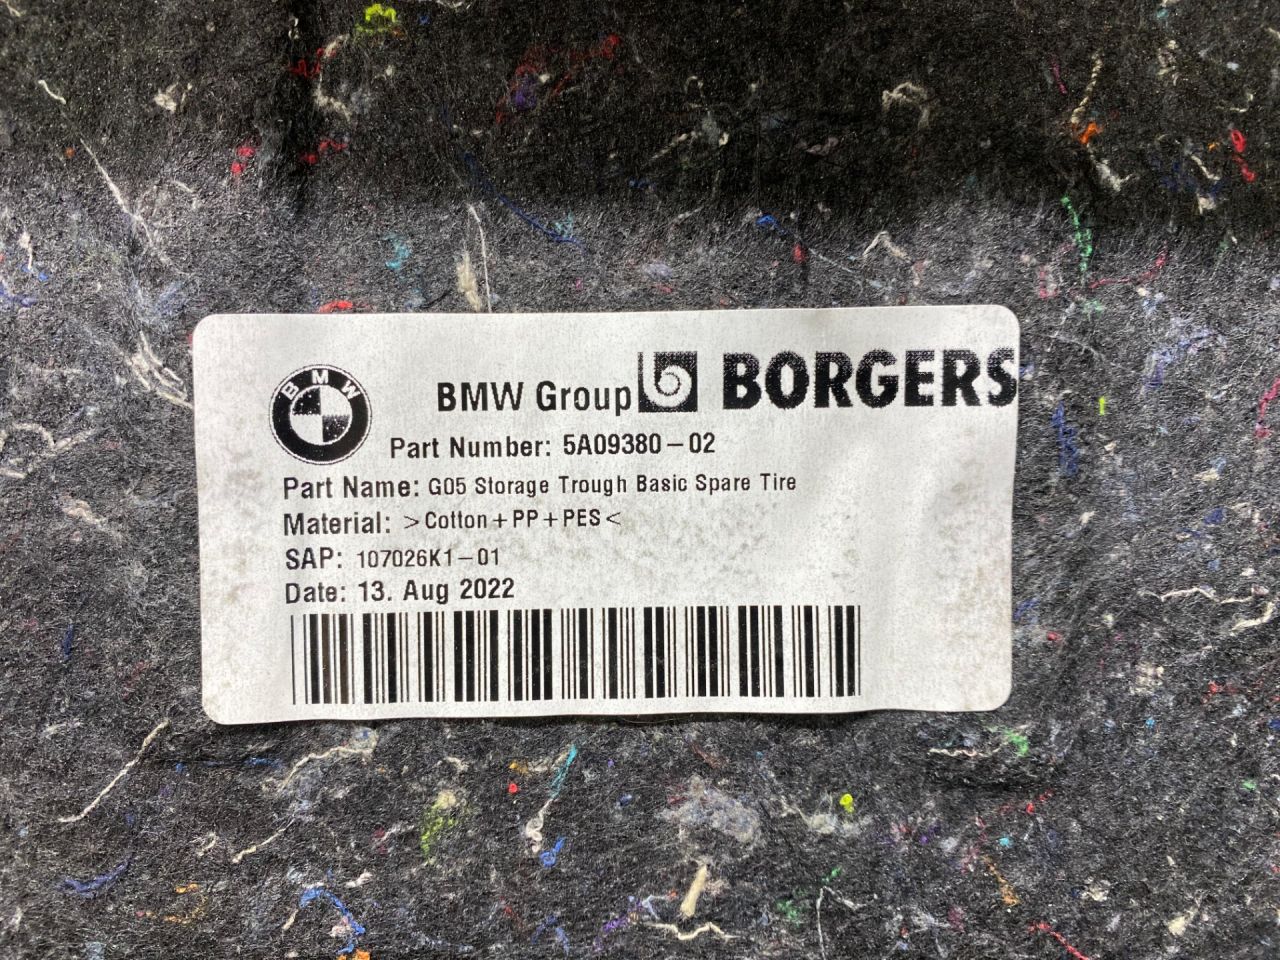 BMW
BMW Group BORGERS
Part Number: 5A09380-02
Part Name: G05 Storage Trough Basic Spare Tire
Material: >Cotton+PP+PES<
SAP: 107026K1-01
Date: 13. Aug 2022